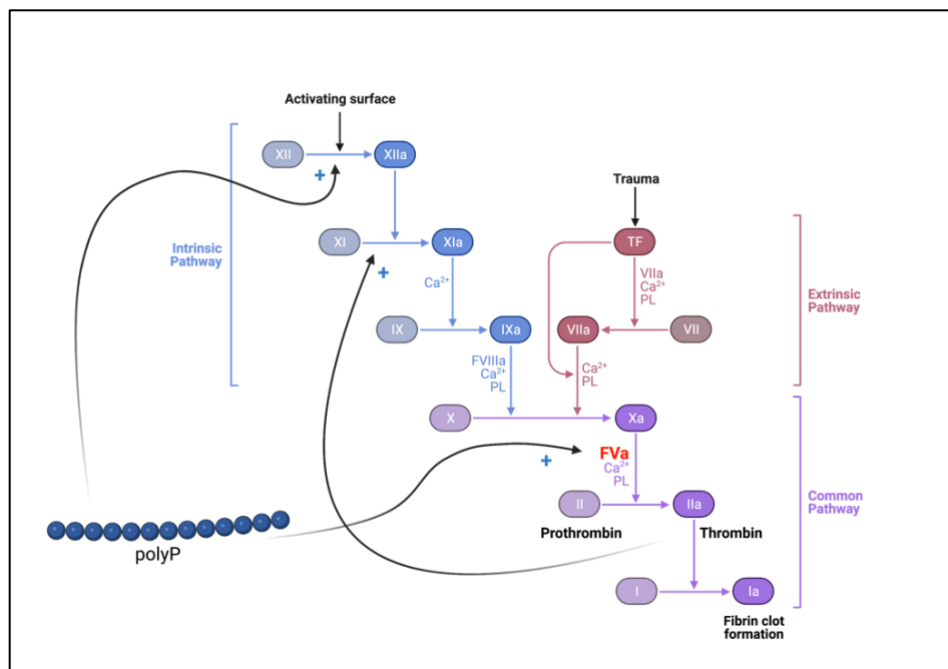 Activating surface
XII
XIIa
+
Trauma
Intrinsic
Pathway
XI
XIa
TF
+
Ca²⁺
VIIa
Ca²⁺
PL
Extrinsic
Pathway
IX
IXa
VIIa
VII
FVIIIa
Ca²⁺
PL
Ca²⁺
PL
X
Xa
+
FVa
Ca²⁺
PL
II
IIa
Common
Pathway
Prothrombin
Thrombin
polyP
I
Ia
Fibrin clot
formation